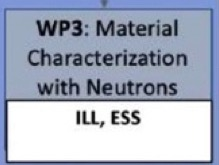 WP3: Material
Characterization
with Neutrons
ILL, ESS